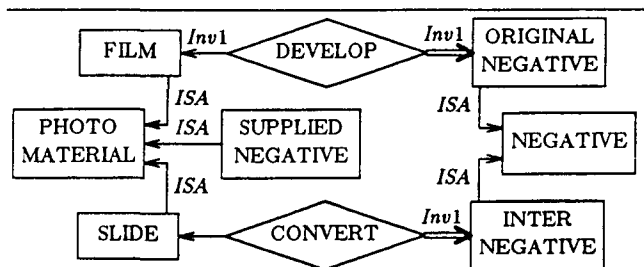 FILM
Inv1
DEVELOP
Inv1
ORIGINAL
NEGATIVE
ISA
ISA
PHOTO
MATERIAL
ISA
SUPPLIED
NEGATIVE
NEGATIVE
ISA
ISA
SLIDE
CONVERT
Inv1
INTER
NEGATIVE